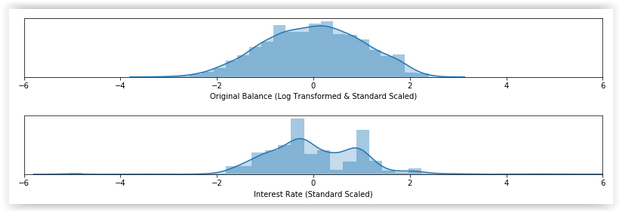 −6 −4 −2 0 2 4 6
Original Balance (Log Transformed & Standard Scaled)
−6 −4 −2 0 2 4 6
Interest Rate (Standard Scaled)